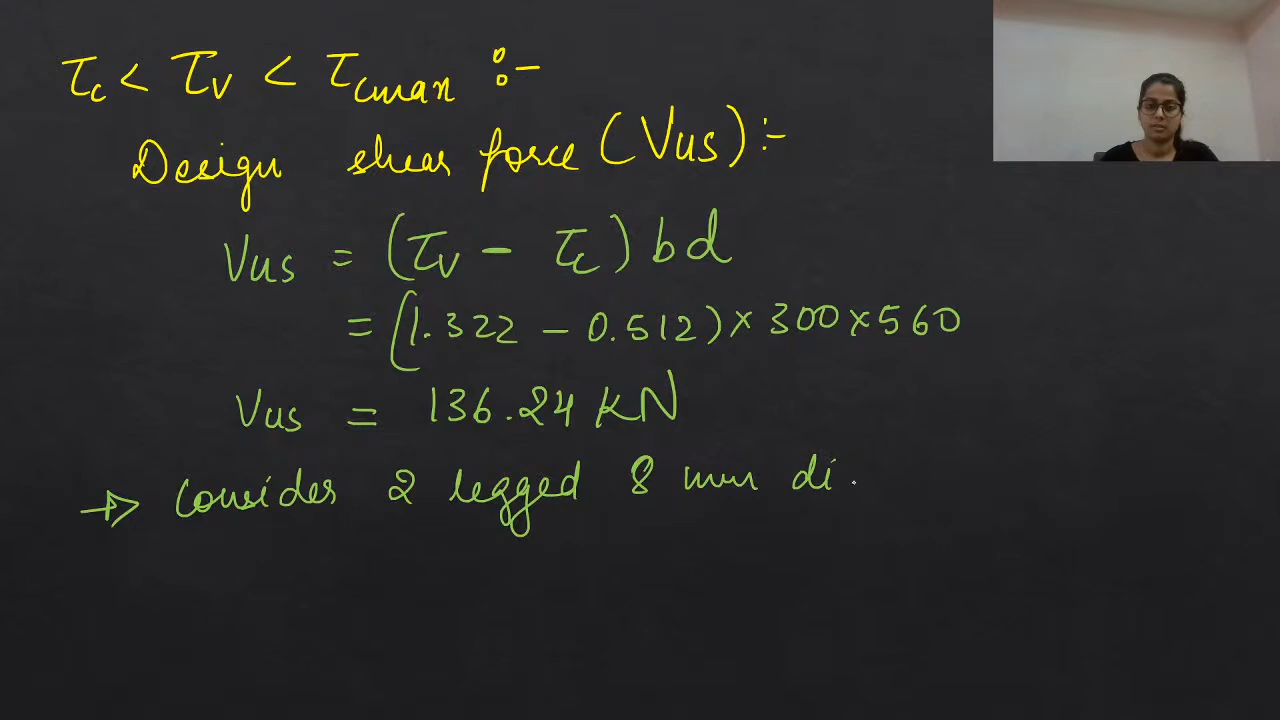 τc < τv < τcmax :-
Design shear force (Vus) :-
Vus = (τv - τc) bd
= (1.322 - 0.512) × 300 × 560
Vus = 136.24 KN
→ Consider 2 legged 8 mm di